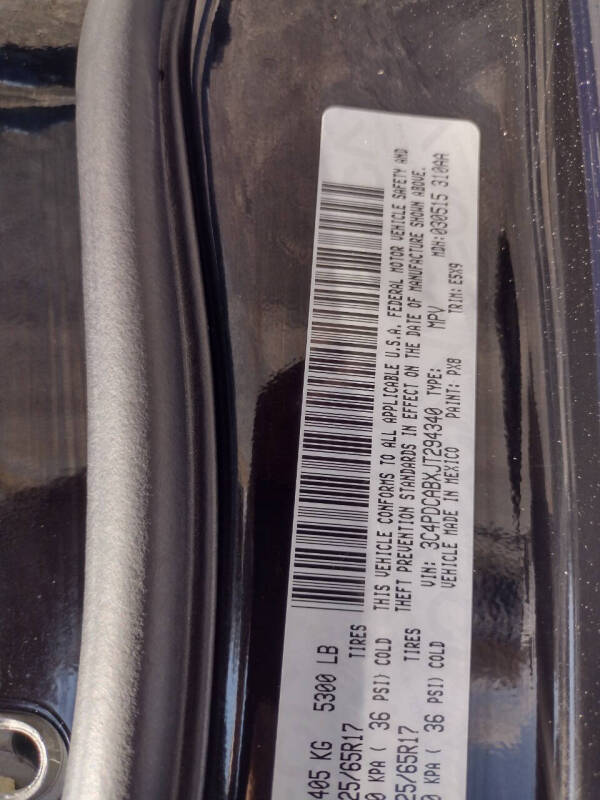 405 KG 5300 LB
25/65R17 TIRES
0 KPA ( 36 PSI) COLD
25/65R17 TIRES
0 KPA ( 36 PSI) COLD
THIS VEHICLE CONFORMS TO ALL APPLICABLE U.S.A. FEDERAL MOTOR VEHICLE SAFETY AND
THEFT PREVENTION STANDARDS IN EFFECT ON THE DATE OF MANUFACTURE SHOWN ABOVE.
VIN: 3C4PDCABXJT294340 TYPE: MPV MDH:030515 310AA
VEHICLE MADE IN MEXICO PAINT: PX8 TRIM: E5X9